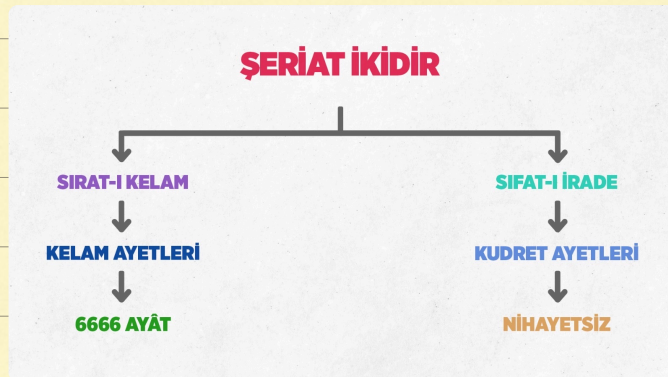 ŞERİAT İKİDİR
SIRAT-I KELAM
SIFAT-I İRADE
KELAM AYETLERİ
KUDRET AYETLERİ
6666 AYÂT
NİHAYETSİZ